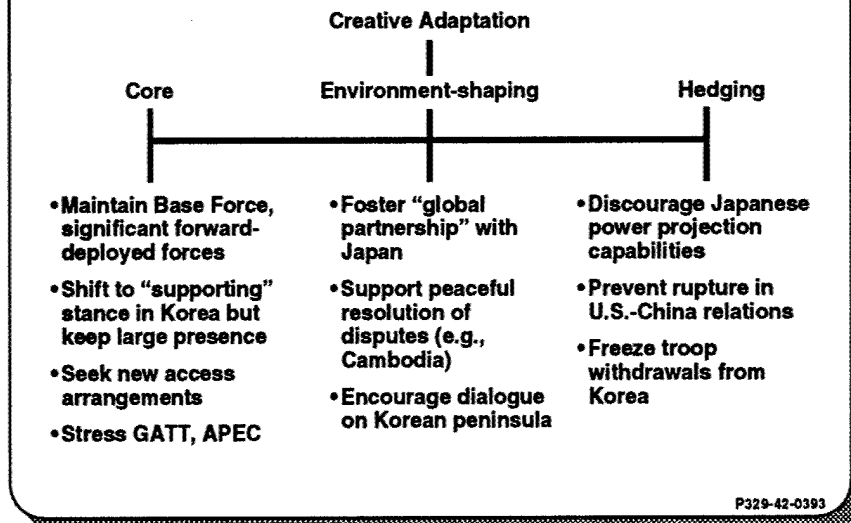 Creative Adaptation
Core
Environment-shaping
Hedging
•Maintain Base Force,
significant forward-
deployed forces
•Shift to “supporting”
stance in Korea but
keep large presence
•Seek new access
arrangements
•Stress GATT, APEC
•Foster “global
partnership” with
Japan
•Support peaceful
resolution of
disputes (e.g.,
Cambodia)
•Encourage dialogue
on Korean peninsula
•Discourage Japanese
power projection
capabilities
•Prevent rupture in
U.S.-China relations
•Freeze troop
withdrawals from
Korea
P329-42-0393